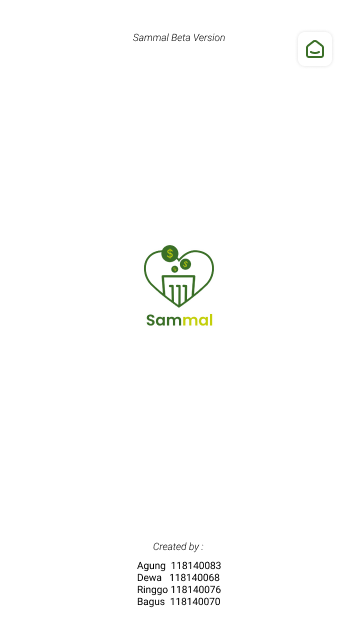 Sammal Beta Version
$
$
Sammal
Created by :
Agung 118140083
Dewa 118140068
Ringgo 118140076
Bagus 118140070